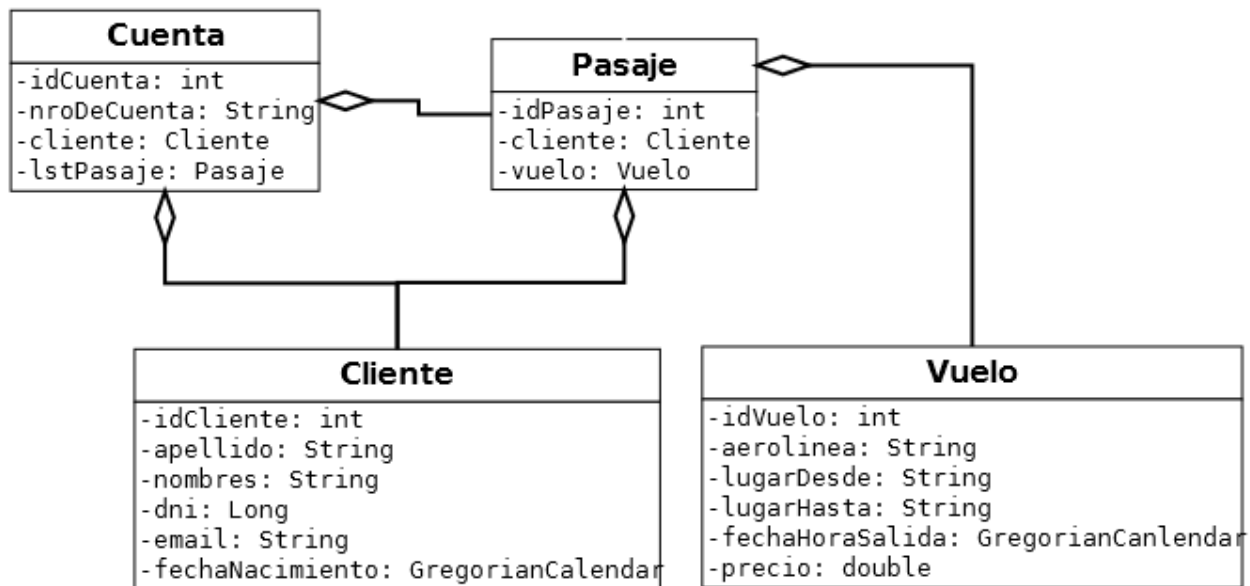 Cuenta
-idCuenta: int
-nroDeCuenta: String
-cliente: Cliente
-lstPasaje: Pasaje
Pasaje
-idPasaje: int
-cliente: Cliente
-vuelo: Vuelo
Cliente
-idCliente: int
-apellido: String
-nombres: String
-dni: Long
-email: String
-fechaNacimiento: GregorianCalendar
Vuelo
-idVuelo: int
-aerolinea: String
-lugarDesde: String
-lugarHasta: String
-fechaHoraSalida: GregorianCanlendar
-precio: double